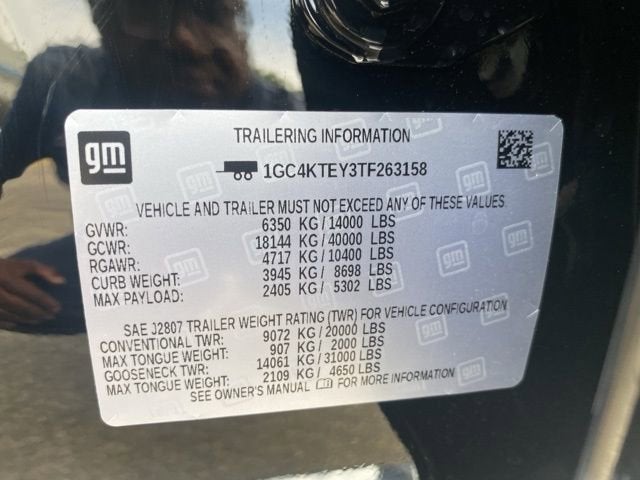 gm
TRAILERING INFORMATION
1GC4KTEY3TF263158
VEHICLE AND TRAILER MUST NOT EXCEED ANY OF THESE VALUES.
GVWR: 6350 KG/14000 LBS
GCWR: 18144 KG/40000 LBS
RGAWR: 4717 KG/10400 LBS
CURB WEIGHT: 3945 KG/ 8698 LBS
MAX PAYLOAD: 2405 KG/ 5302 LBS
SAE J2807 TRAILER WEIGHT RATING (TWR) FOR VEHICLE CONFIGURATION
CONVENTIONAL TWR: 9072 KG/20000 LBS
MAX TONGUE WEIGHT: 907 KG/ 2000 LBS
GOOSENECK TWR: 14061 KG/31000 LBS
MAX TONGUE WEIGHT: 2109 KG/ 4650 LBS
SEE OWNER'S MANUAL FOR MORE INFORMATION